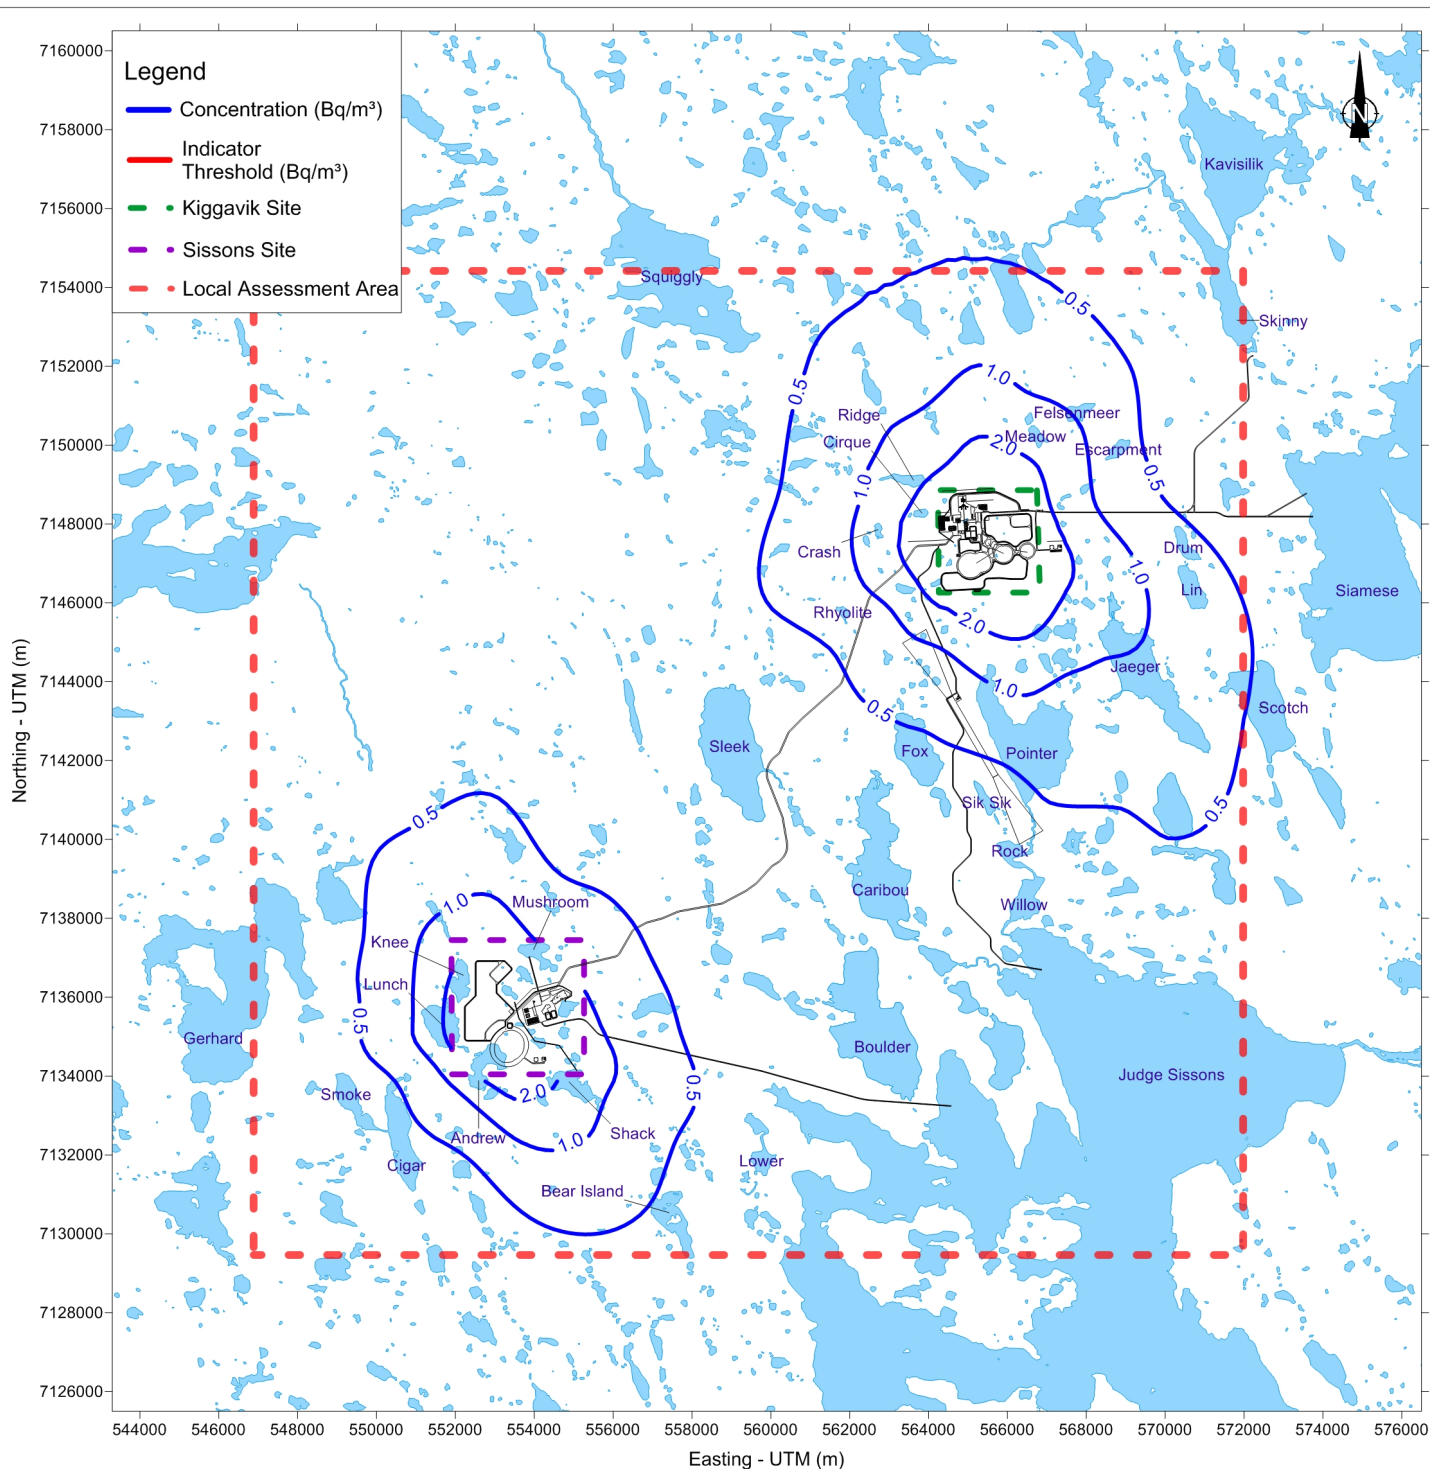 Legend
Concentration (Bq/m³)
Indicator
Threshold (Bq/m³)
Kiggavik Site
Sissons Site
Local Assessment Area
N
7160000
7158000
7156000
7154000
7152000
7150000
7148000
7146000
7144000
7142000
7140000
7138000
7136000
7134000
7132000
7130000
7128000
7126000
Northing - UTM (m)
Kavisilik
Squiggly
Skinny
0.5
0.5
1.0
Ridge
Felsenmeer
Cirque
Meadow
2.0
Escarpment
0.5
1.0
Crash
Drum
1.0
Lin
Siamese
Rhyolite
2.0
Jaeger
1.0
0.5
Scotch
Sleek
Fox
Pointer
Sik Sik
0.5
0.5
Rock
Caribou
Willow
1.0
Mushroom
Knee
Lunch
0.5
Gerhard
Boulder
Judge Sissons
Smoke
2.0
0.5
Andrew
Shack
1.0
Cigar
Lower
Bear Island
544000 546000 548000 550000 552000 554000 556000 558000 560000 562000 564000 566000 568000 570000 572000 574000 576000
Easting - UTM (m)